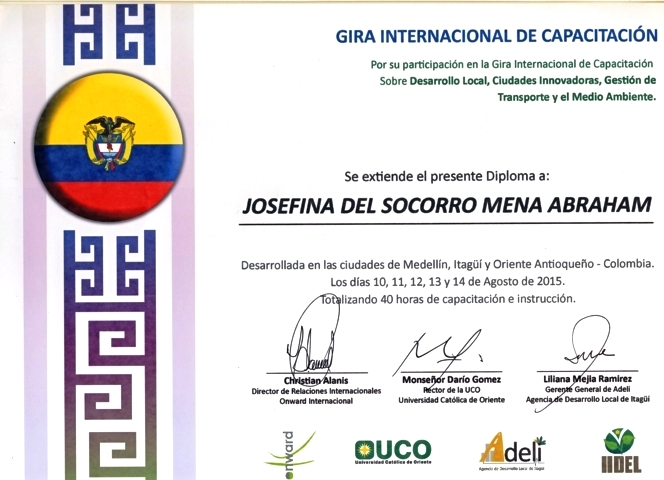 GIRA INTERNACIONAL DE CAPACITACIÓN
Por su participación en la Gira Internacional de Capacitación
Sobre Desarrollo Local, Ciudades Innovadoras, Gestión de
Transporte y el Medio Ambiente.
Se extiende el presente Diploma a:
JOSEFINA DEL SOCORRO MENA ABRAHAM
Desarrollada en las ciudades de Medellín, Itagüí y Oriente Antioqueño - Colombia.
Los días 10, 11, 12, 13 y 14 de Agosto de 2015.
Totalizando 40 horas de capacitación e instrucción.
Christian Alanis
Director de Relaciones Internacionales
Onward Internacional
Monseñor Darío Gomez
Rector de la UCO
Universidad Católica de Oriente
Liliana Mejia Ramirez
Gerente General de Adeli
Agencia de Desarrollo Local de Itagüí
onward
UCO
Universidad Católica de Oriente
Adeli
Agencia de Desarrollo Local de Itagüí